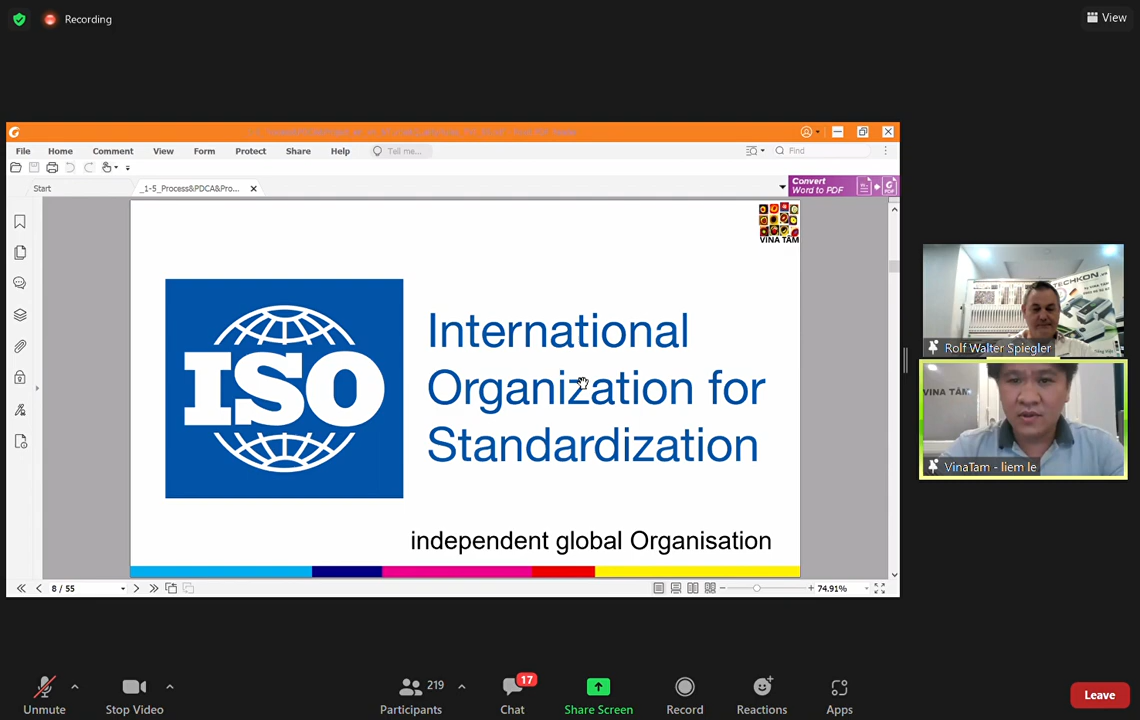 Recording
View
File Home Comment View Form Protect Share Help Tell me... Find
Start _1-5_Process&PDCA&Pro... Convert
Word to PDF
VINA TÂM
ISO
International
Organization for
Standardization
independent global Organisation
8 / 55 74.91%
TECHKON
Rolf Walter Spiegler
VINA TÂM
VinaTam - liem le
Unmute Stop Video Participants 219 Chat 17 Share Screen Record Reactions Apps Leave